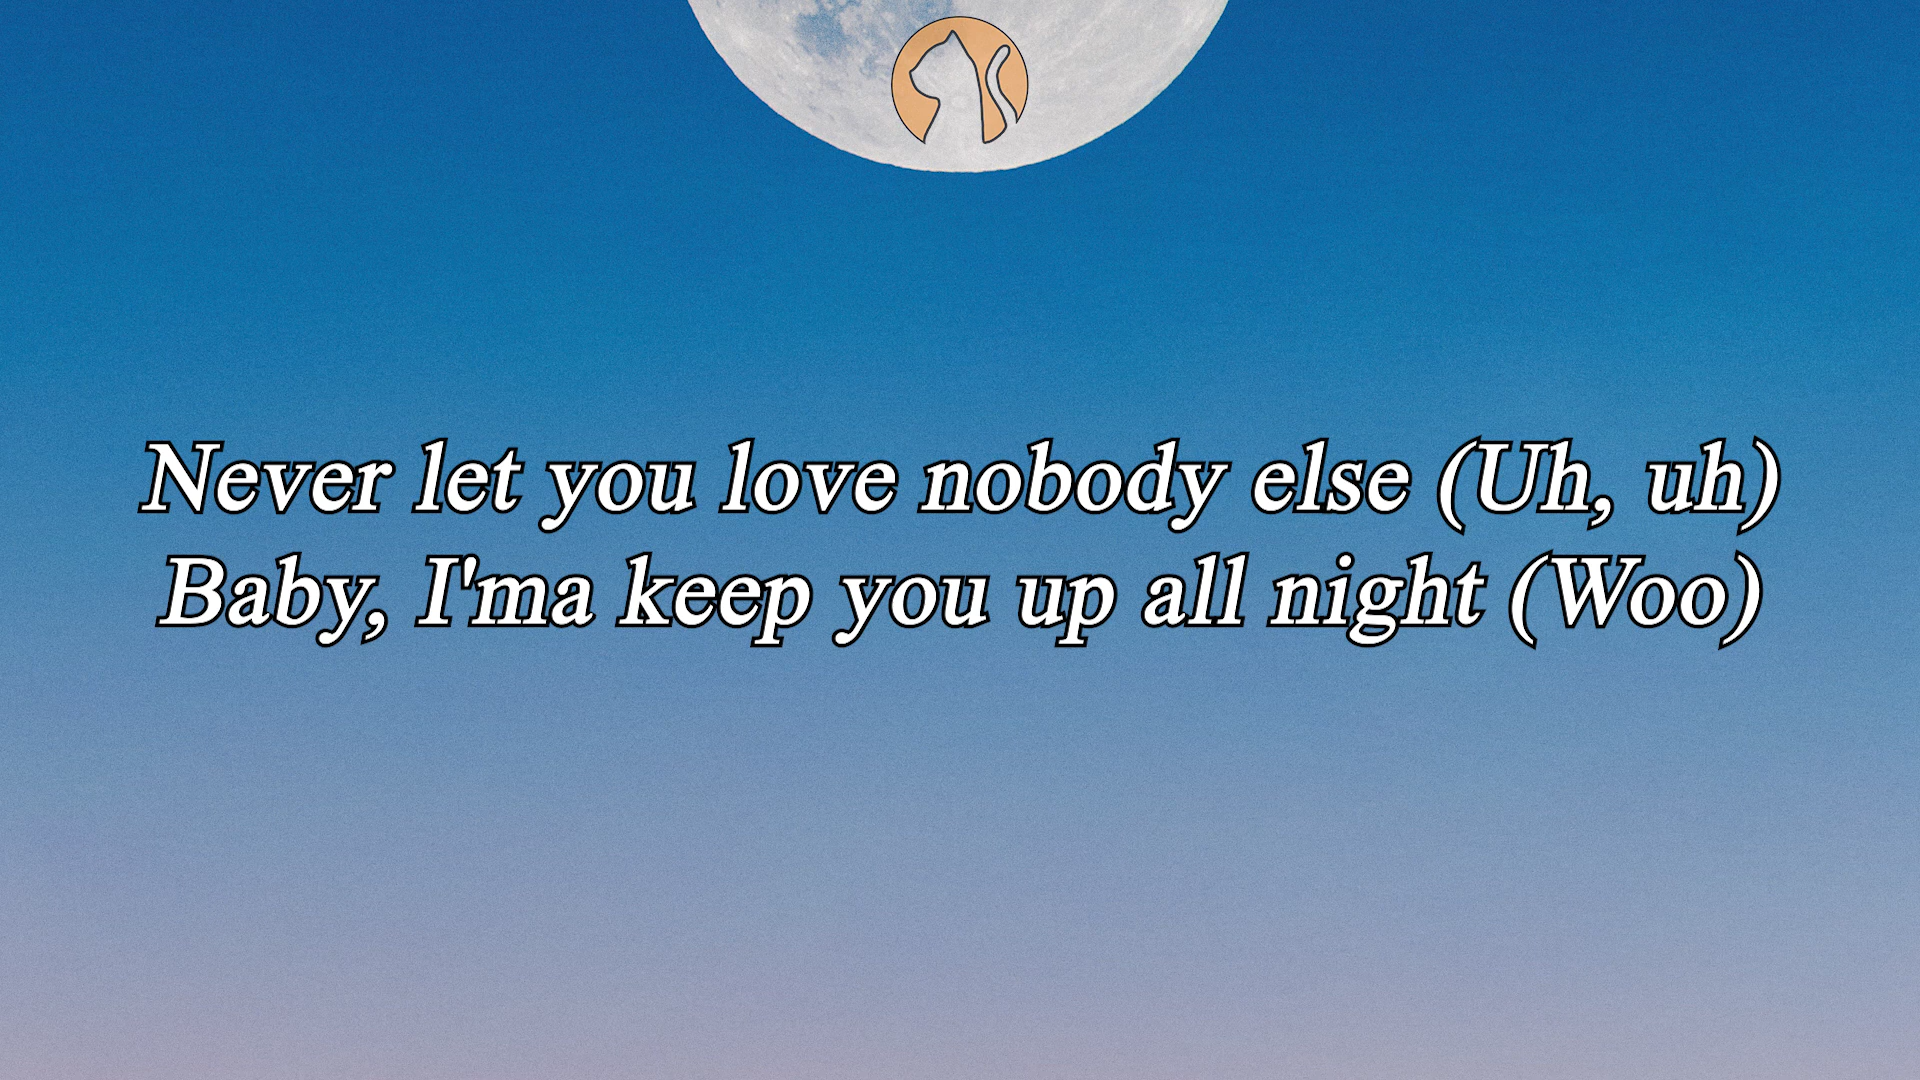 Never let you love nobody else (Uh, uh)
Baby, I'ma keep you up all night (Woo)